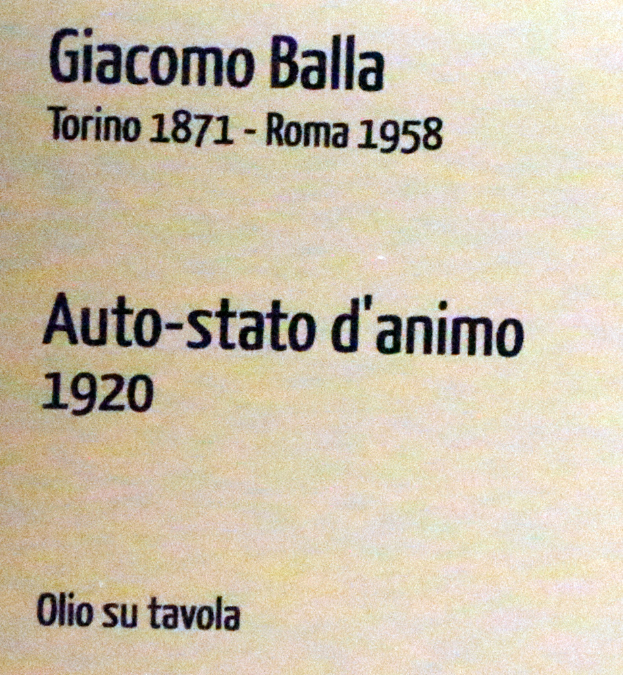 Giacomo Balla
Torino 1871 - Roma 1958
Auto-stato d'animo
1920
Olio su tavola